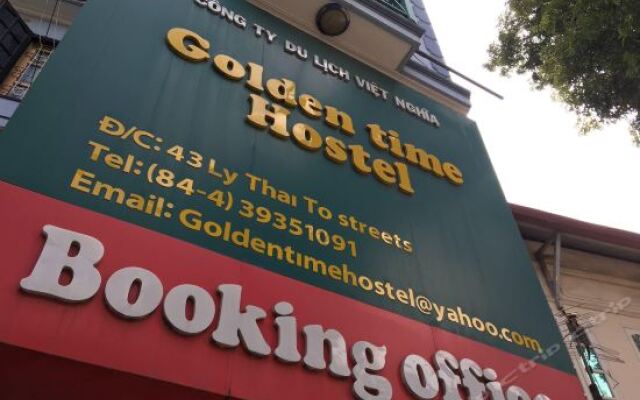 CÔNG TY DU LỊCH VIỆT NGHĨA
Golden time
Hostel
Đ/C: 43 Ly Thai To streets
Tel: (84-4) 39351091
Email: Goldentimehostel@yahoo.com
Booking office